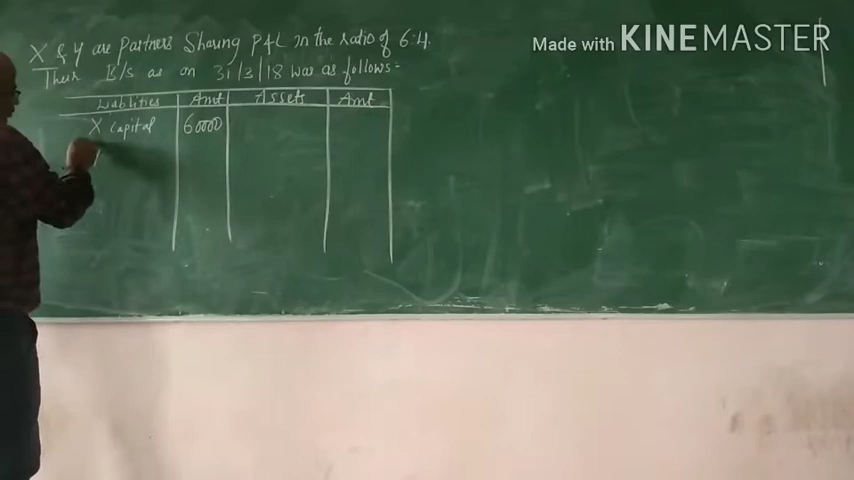 X & Y are Partners Sharing P&L in the ratio of 6:4.
Their B/s as on 31/3/18 was as follows-
Liablities Amt Assets Amt
X Capital 60000
Made with KINEMASTER